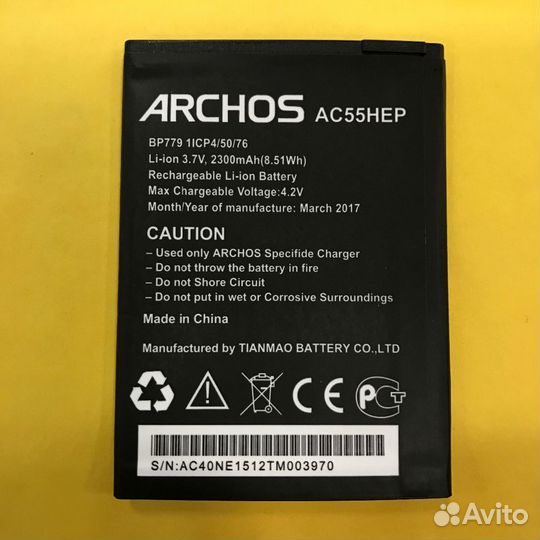 ARCHOS AC55HEP
BP779 1ICP4/50/76
Li-ion 3.7V, 2300mAh(8.51Wh)
Rechargeable Li-ion Battery
Max Chargeable Voltage:4.2V
Month/Year of manufacture: March 2017
CAUTION
– Used only ARCHOS Specifide Charger
– Do not throw the battery in fire
– Do not Shore Circuit
– Do not put in wet or Corrosive Surroundings
Made in China
Manufactured by TIANMAO BATTERY CO.,LTD
S/N:AC40NE1512TM003970
Avito